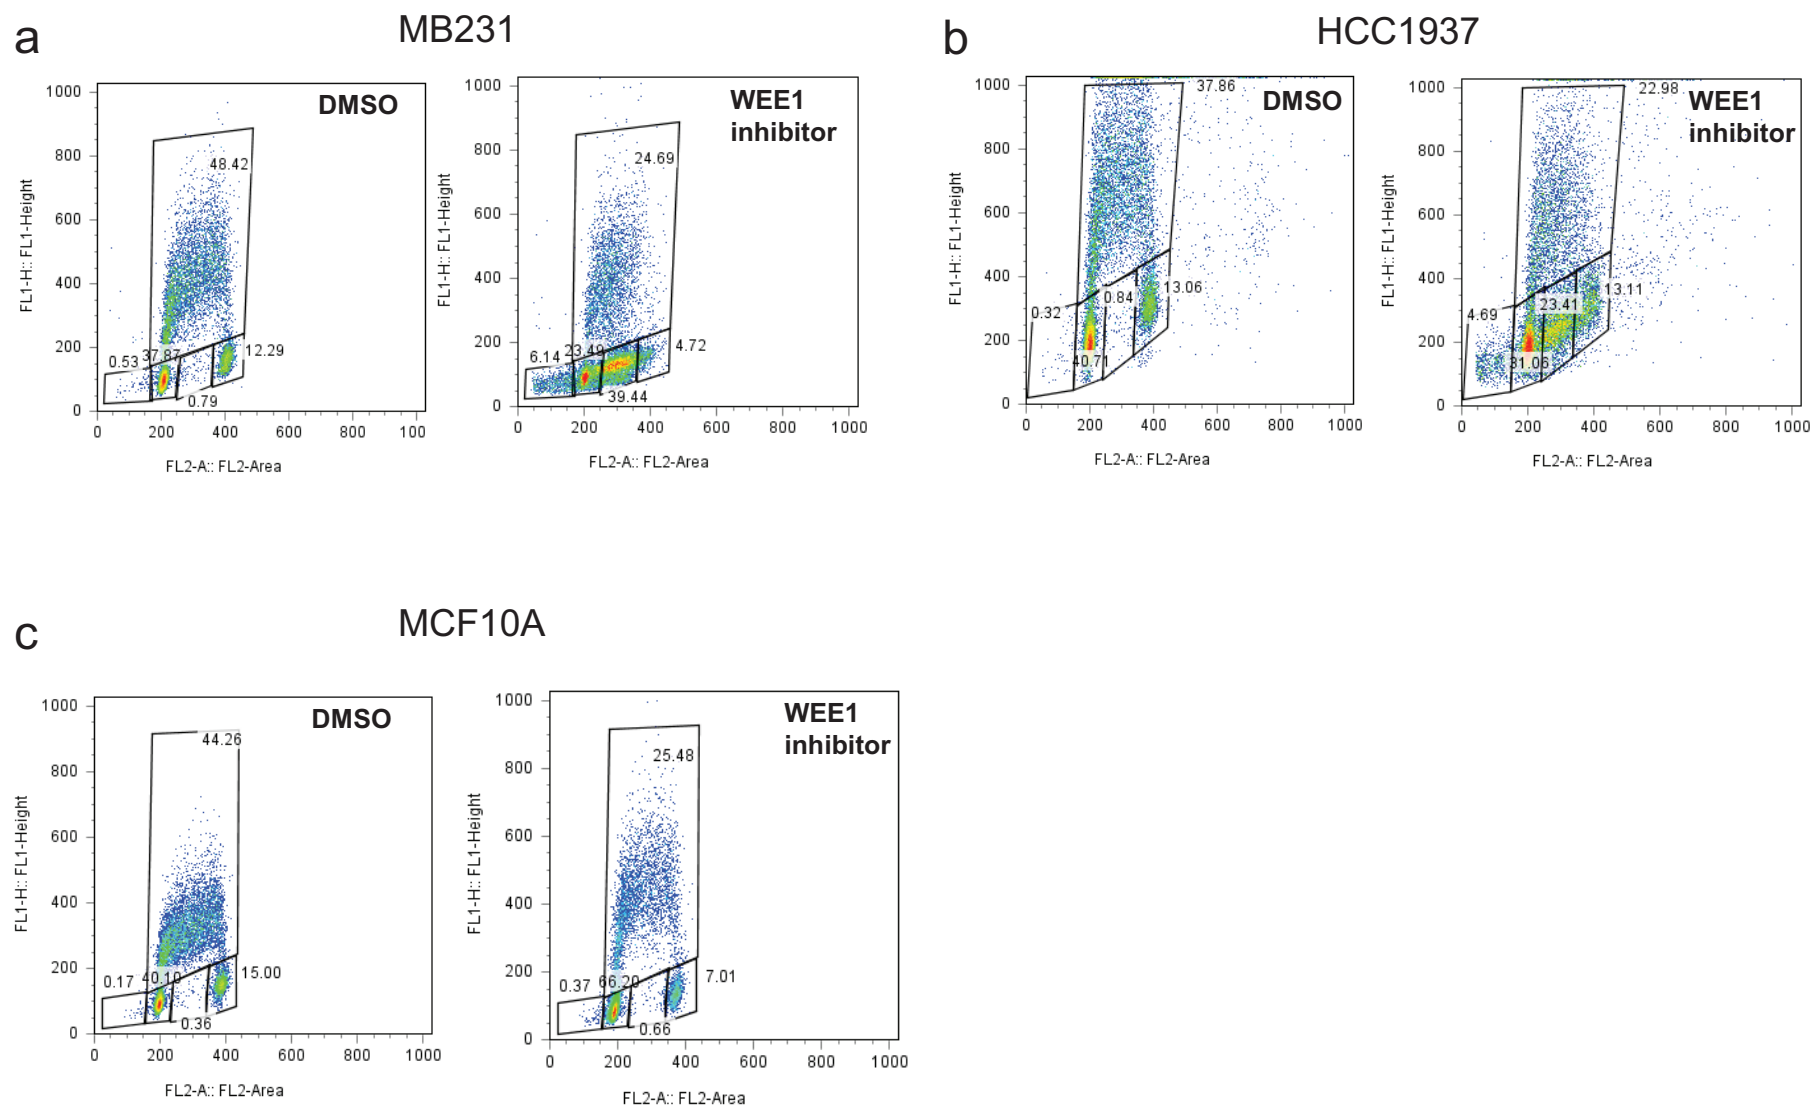 a
MB231
b
HCC1937
DMSO
48.42
0.53
37.87
12.29
0.79
1000
800
600
400
200
0
0 200 400 600 800 100
FL1-H:: FL1-Height
FL2-A:: FL2-Area
WEE1
inhibitor
24.69
6.14
23.49
4.72
39.44
1000
800
600
400
200
0
0 200 400 600 800 1000
FL1-H:: FL1-Height
FL2-A:: FL2-Area
DMSO
37.86
0.32
0.84
13.06
40.71
1000
800
600
400
200
0
0 200 400 600 800 1000
FL1-H:: FL1-Height
FL2-A:: FL2-Area
WEE1
inhibitor
22.98
4.69
23.41
13.11
31.06
1000
800
600
400
200
0
0 200 400 600 800 1000
FL1-H:: FL1-Height
FL2-A:: FL2-Area
c
MCF10A
DMSO
44.26
0.17
40.10
15.00
0.36
1000
800
600
400
200
0
0 200 400 600 800 1000
FL1-H:: FL1-Height
FL2-A:: FL2-Area
WEE1
inhibitor
25.48
0.37
66.20
7.01
0.66
1000
800
600
400
200
0
0 200 400 600 800 1000
FL1-H:: FL1-Height
FL2-A:: FL2-Area